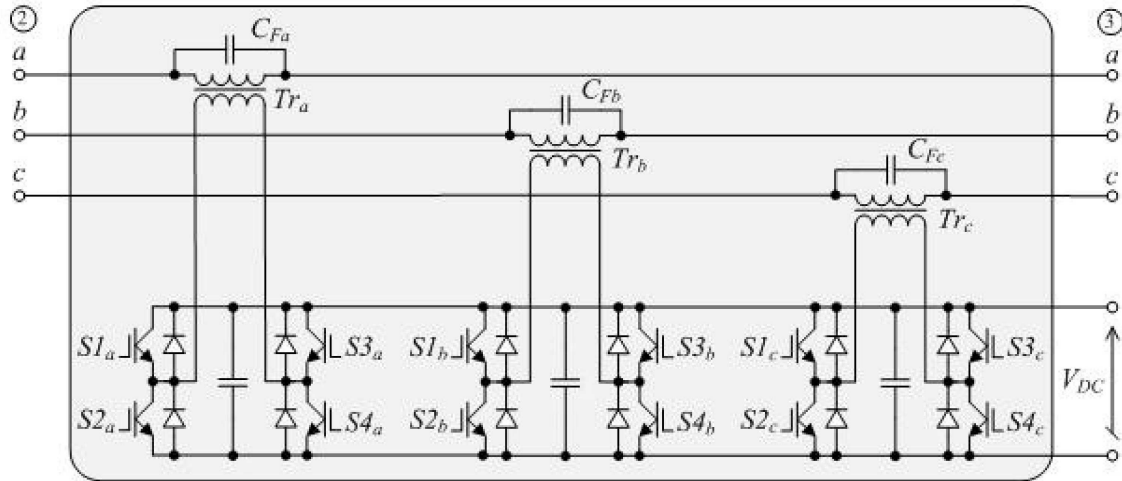 ② ③
C_Fa
a a
Tr_a C_Fb
b b
Tr_b C_Fc
c c
Tr_c
S1_a S3_a S1_b S3_b S1_c S3_c
V_DC
S2_a S4_a S2_b S4_b S2_c S4_c